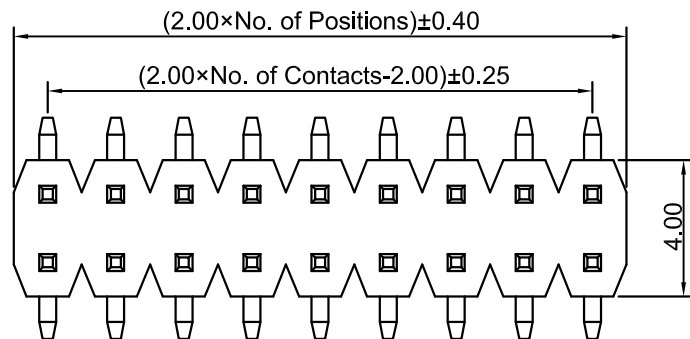 (2.00×No. of Positions)±0.40
(2.00×No. of Contacts-2.00)±0.25
4.00